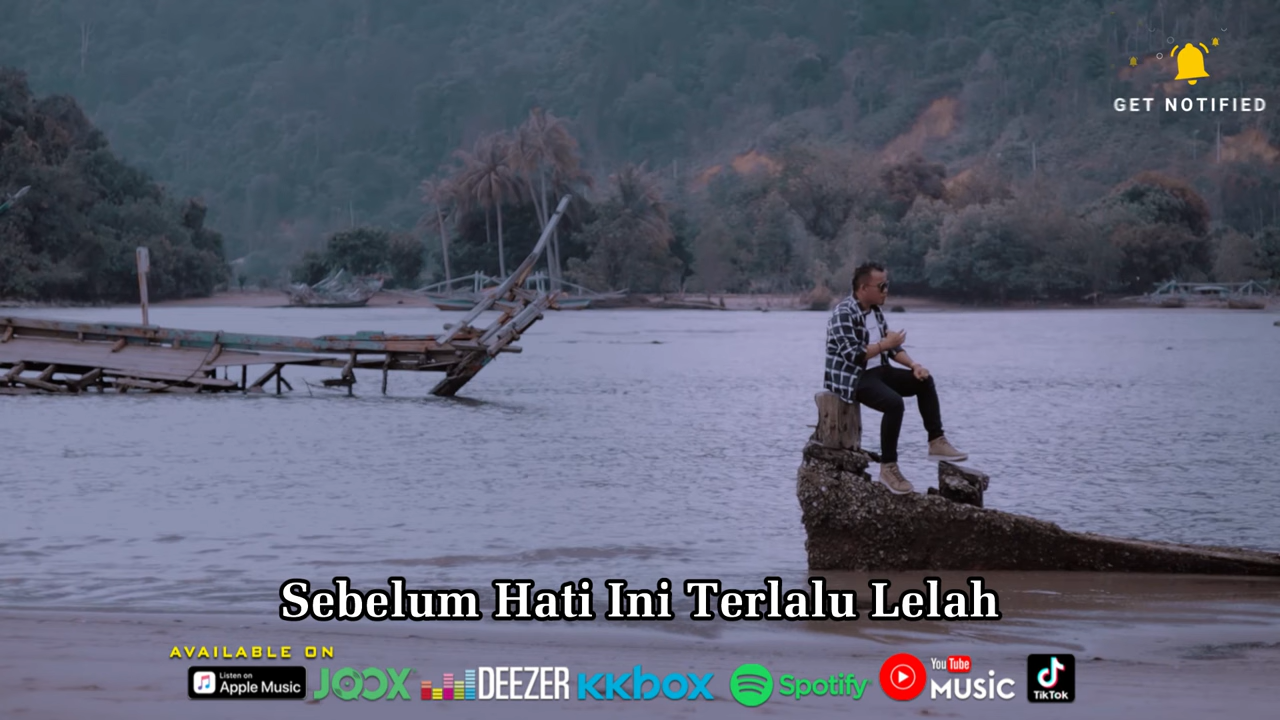 GET NOTIFIED
Sebelum Hati Ini Terlalu Lelah
AVAILABLE ON
Listen on
Apple Music
JOOX
DEEZER
KKbox
Spotify
YouTube
MUSIC
TikTok